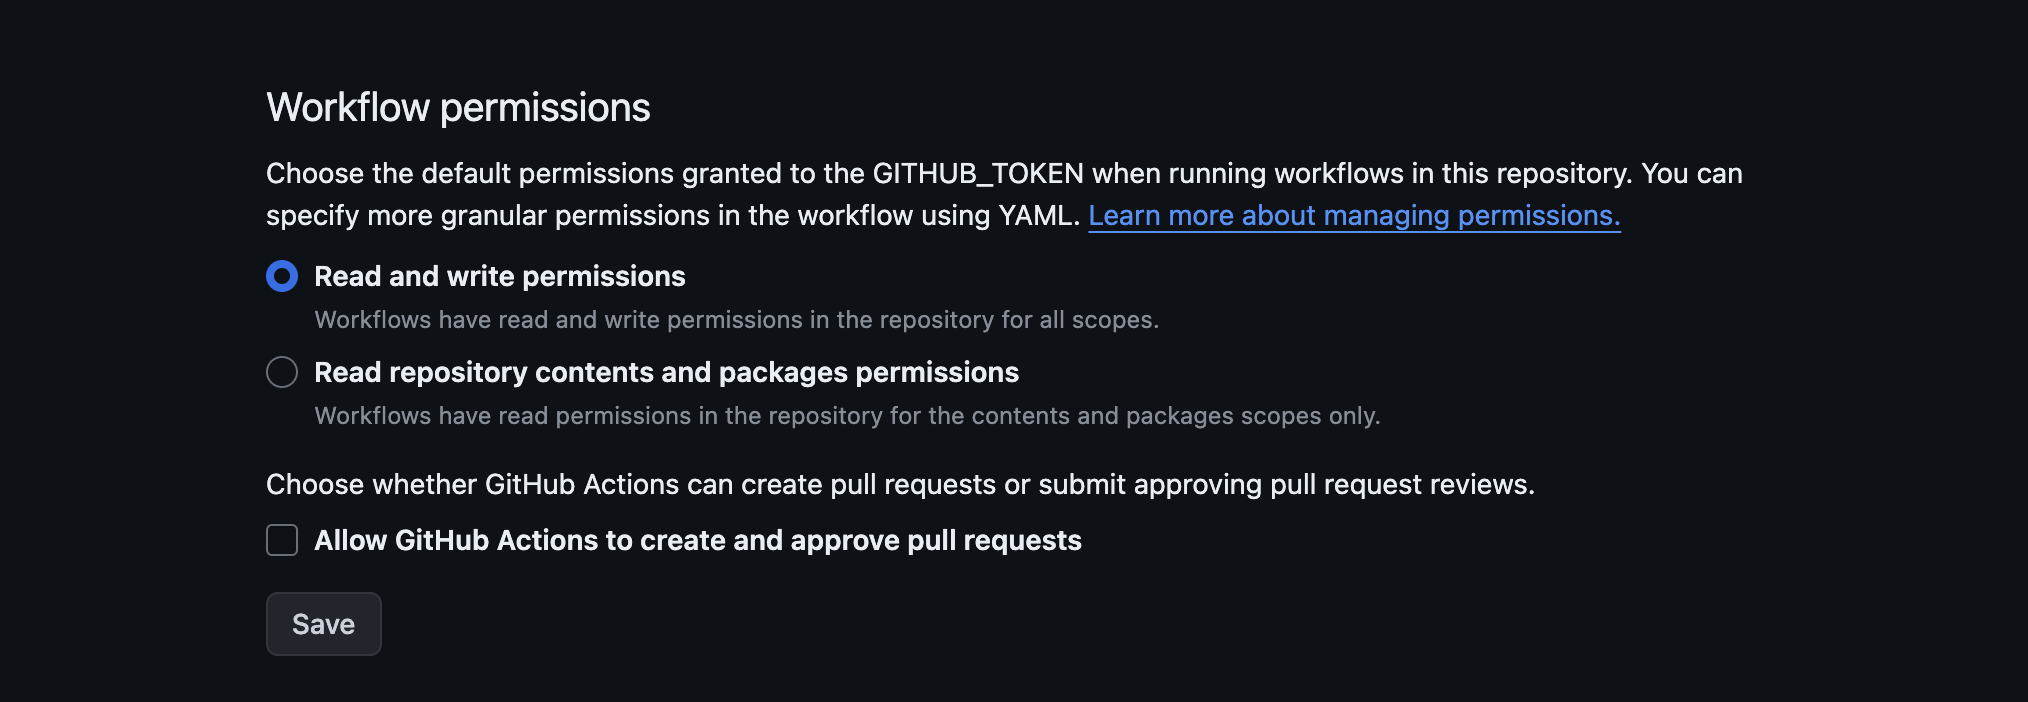 Workflow permissions
Choose the default permissions granted to the GITHUB_TOKEN when running workflows in this repository. You can
specify more granular permissions in the workflow using YAML. Learn more about managing permissions.
Read and write permissions
Workflows have read and write permissions in the repository for all scopes.
Read repository contents and packages permissions
Workflows have read permissions in the repository for the contents and packages scopes only.
Choose whether GitHub Actions can create pull requests or submit approving pull request reviews.
Allow GitHub Actions to create and approve pull requests
Save